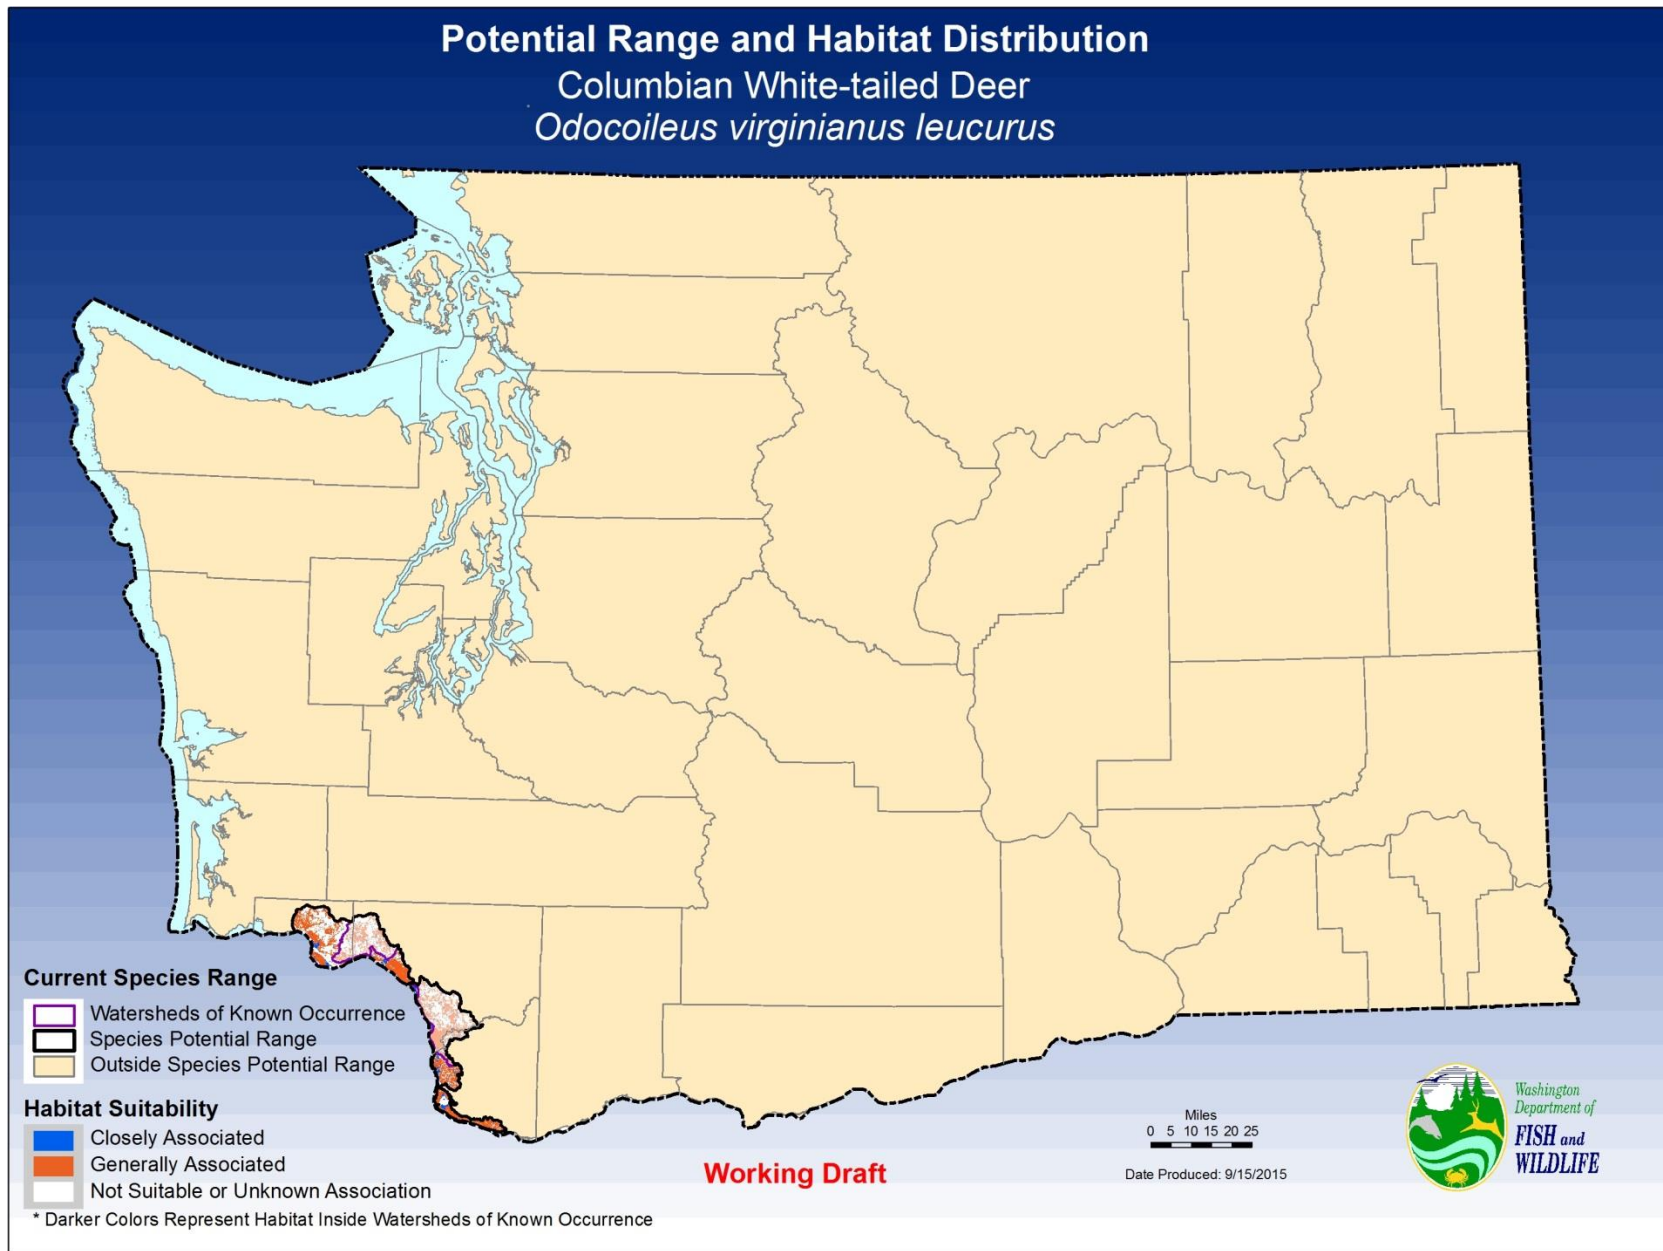 Potential Range and Habitat Distribution
Columbian White-tailed Deer
Odocoileus virginianus leucurus
Current Species Range
Watersheds of Known Occurrence
Species Potential Range
Outside Species Potential Range
Habitat Suitability
Closely Associated
Generally Associated
Not Suitable or Unknown Association
* Darker Colors Represent Habitat Inside Watersheds of Known Occurrence
Working Draft
Miles
0 5 10 15 20 25
Date Produced: 9/15/2015
Washington
Department of
FISH and
WILDLIFE